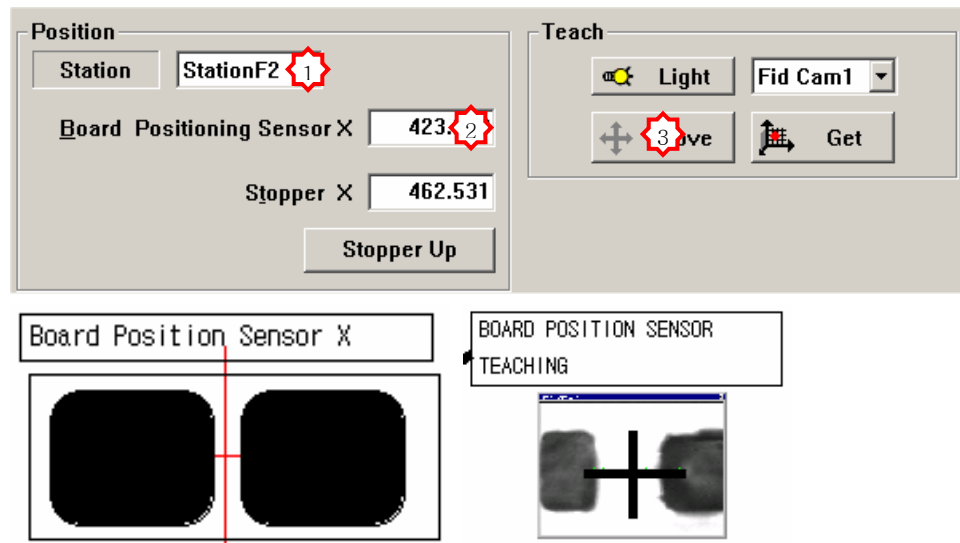 Position
Station
StationF2
1
Board Positioning Sensor X
423.
2
Stopper X
462.531
Stopper Up
Teach
Light
Fid Cam1
3
Get
Board Position Sensor X
BOARD POSITION SENSOR
TEACHING